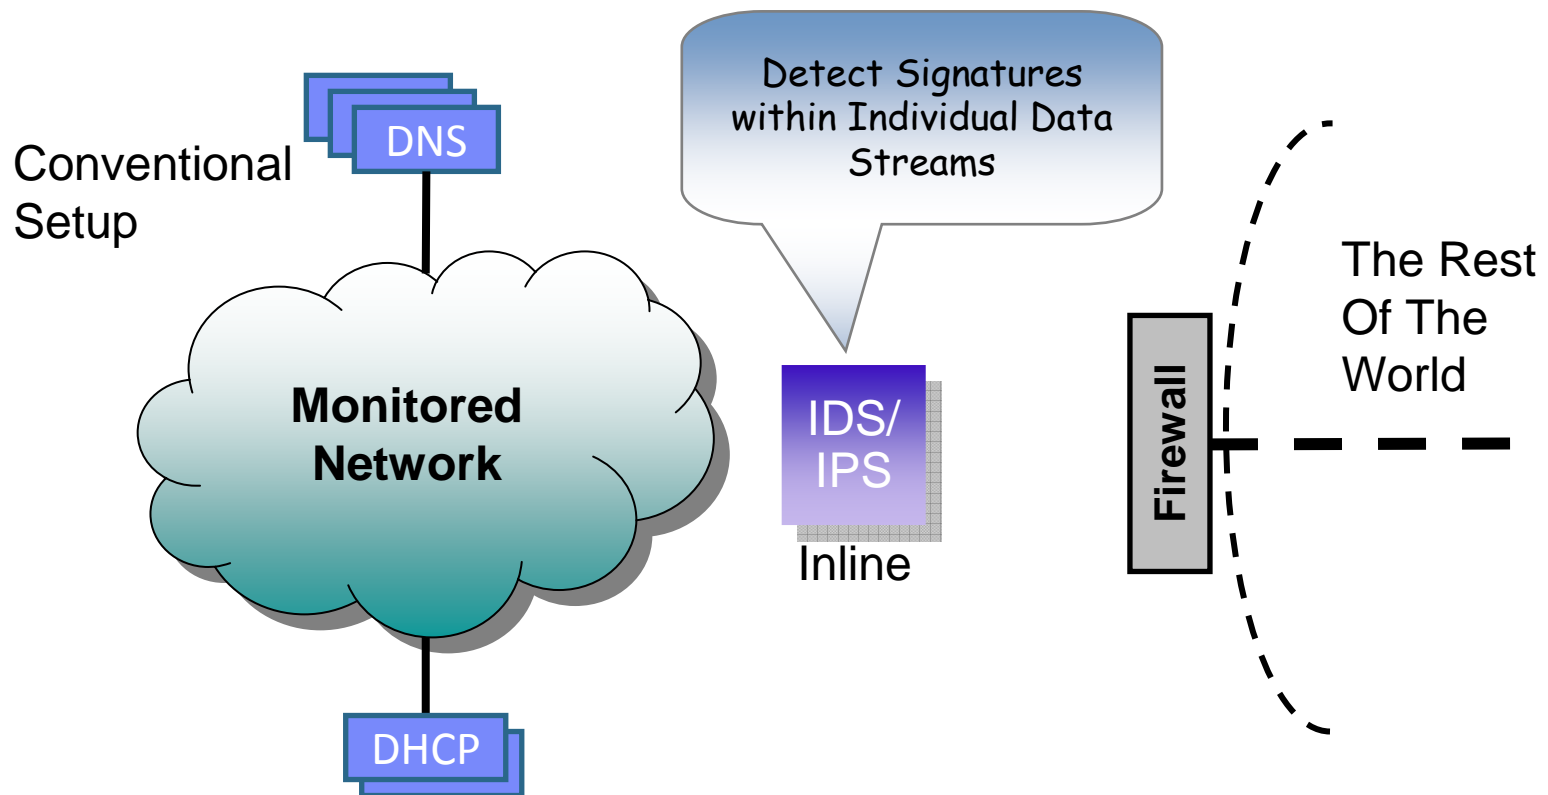 Conventional
Setup
DNS
Detect Signatures
within Individual Data
Streams
Monitored
Network
IDS/
IPS
Inline
Firewall
The Rest
Of The
World
DHCP